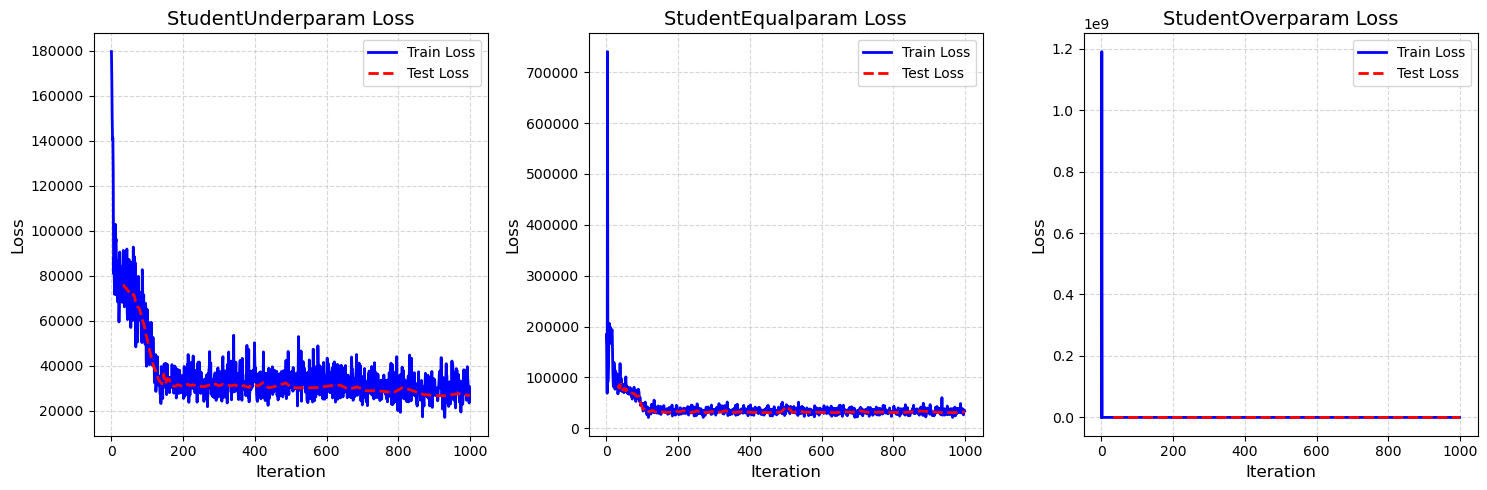 StudentUnderparam Loss
Train Loss
Test Loss
180000
160000
140000
120000
100000
80000
60000
40000
20000
Loss
0
200
400
600
800
1000
Iteration
StudentEqualparam Loss
Train Loss
Test Loss
700000
600000
500000
400000
300000
200000
100000
0
Loss
0
200
400
600
800
1000
Iteration
StudentOverparam Loss
1e9
Train Loss
Test Loss
1.2
1.0
0.8
0.6
0.4
0.2
0.0
Loss
0
200
400
600
800
1000
Iteration